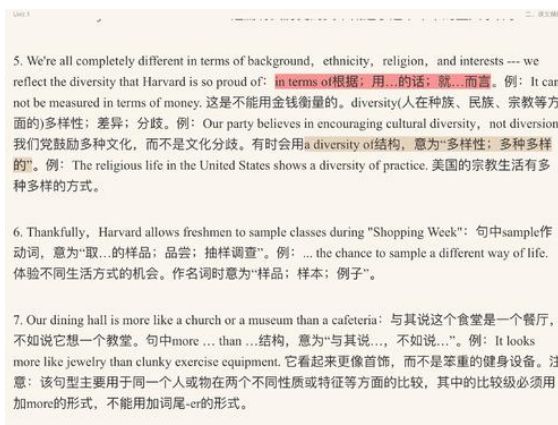 Unit 1
5. We're all completely different in terms of background，ethnicity，religion，and interests --- we
reflect the diversity that Harvard is so proud of：in terms of根据；用…的话；就…而言。例：It can
not be measured in terms of money. 这是不能用金钱衡量的。diversity(人在种族、民族、宗教等方
面的)多样性；差异；分歧。例：Our party believes in encouraging cultural diversity，not division
我们党鼓励多种文化，而不是文化分歧。有时会用a diversity of结构，意为“多样性；多种多样
的”。例：The religious life in the United States shows a diversity of practice. 美国的宗教生活有多
种多样的方式。
6. Thankfully，Harvard allows freshmen to sample classes during "Shopping Week"：句中sample作
动词，意为“取…的样品；品尝；抽样调查”。例：... the chance to sample a different way of life.
体验不同生活方式的机会。作名词时意为“样品；样本；例子”。
7. Our dining hall is more like a church or a museum than a cafeteria：与其说这个食堂是一个餐厅，
不如说它想一个教堂。句中more … than …结构，意为“与其说…，不如说…”。例：It looks
more like jewelry than clunky exercise equipment. 它看起来更像首饰，而不是笨重的健身设备。注
意：该句型主要用于同一个人或物在两个不同性质或特征等方面的比较，其中的比较级必须用
加more的形式，不能用加词尾-er的形式。